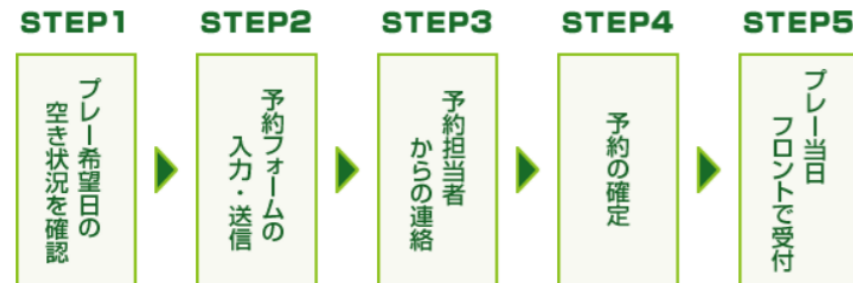 STEP1
プレー希望日の
空き状況を確認
STEP2
予約フォームの
入力・送信
STEP3
予約担当者
からの連絡
STEP4
予約の確定
STEP5
プレー当日
フロントで受付